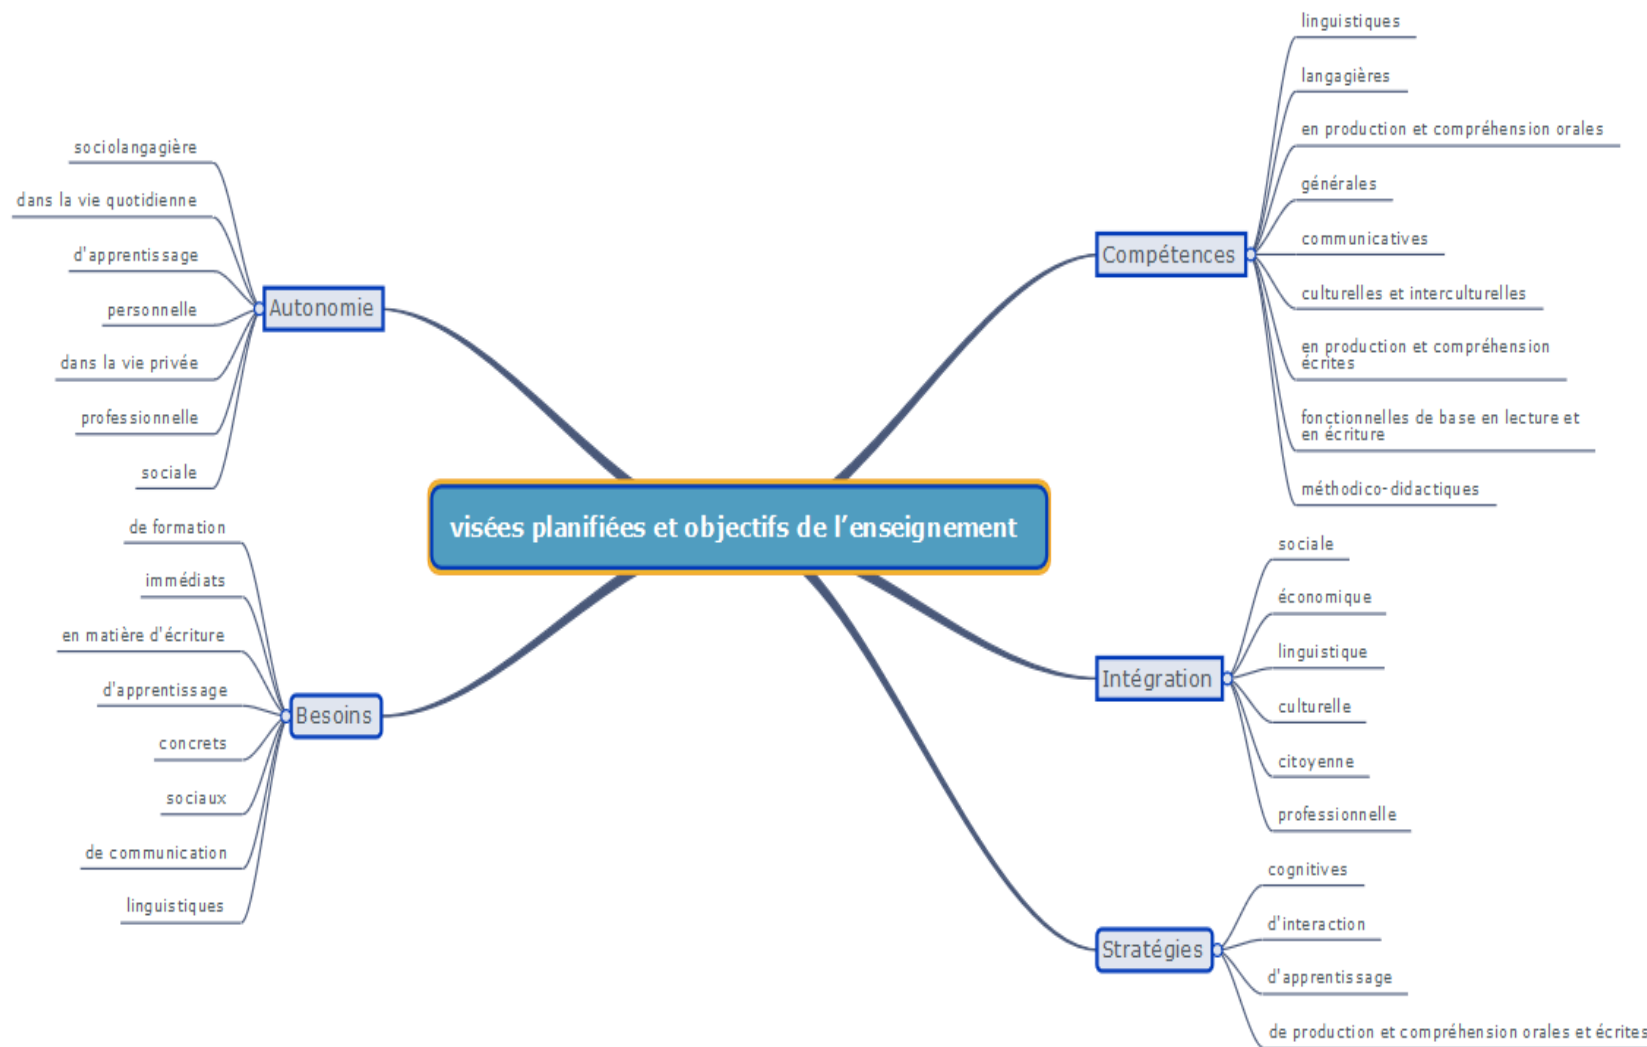 visées planifiées et objectifs de l’enseignement
Compétences
linguistiques
langagières
en production et compréhension orales
générales
communicatives
culturelles et interculturelles
en production et compréhension
écrites
fonctionnelles de base en lecture et
en écriture
méthodico-didactiques
Intégration
sociale
économique
linguistique
culturelle
citoyenne
professionnelle
Stratégies
cognitives
d'interaction
d'apprentissage
de production et compréhension orales et écrites
Autonomie
sociolangagière
dans la vie quotidienne
d'apprentissage
personnelle
dans la vie privée
professionnelle
sociale
Besoins
de formation
immédiats
en matière d'écriture
d'apprentissage
concrets
sociaux
de communication
linguistiques